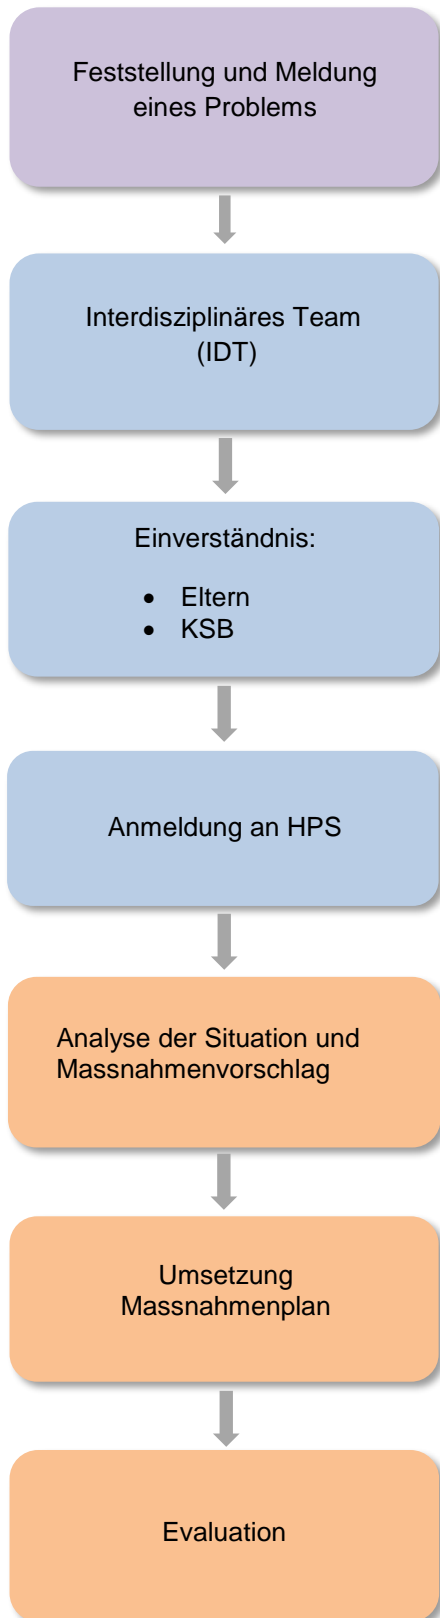 Feststellung und Meldung
eines Problems
Interdisziplinäres Team
(IDT)
Einverständnis:
• Eltern
• KSB
Anmeldung an HPS
Analyse der Situation und
Massnahmenvorschlag
Umsetzung
Massnahmenplan
Evaluation